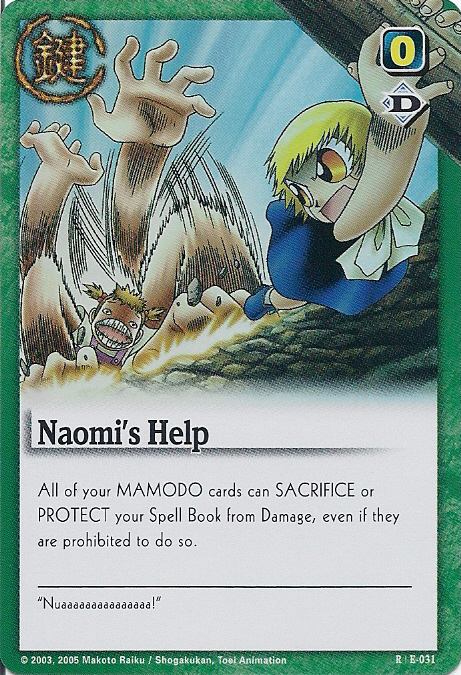 鍵
0
D
Naomi's Help
All of your MAMODO cards can SACRIFICE or
PROTECT your Spell Book from Damage, even if they
are prohibited to do so.
"Nuaaaaaaaaaaaaaaa!"
© 2003, 2005 Makoto Raiku / Shogakukan, Toei Animation
R | E-031